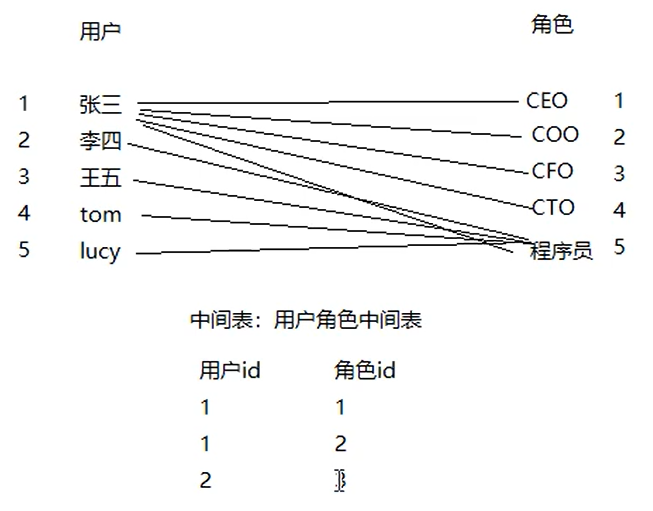 用户 角色
1 张三 CEO 1
2 李四 COO 2
3 王五 CFO 3
4 tom CTO 4
5 lucy 程序员 5
中间表：用户角色中间表
用户id 角色id
1 1
1 2
2